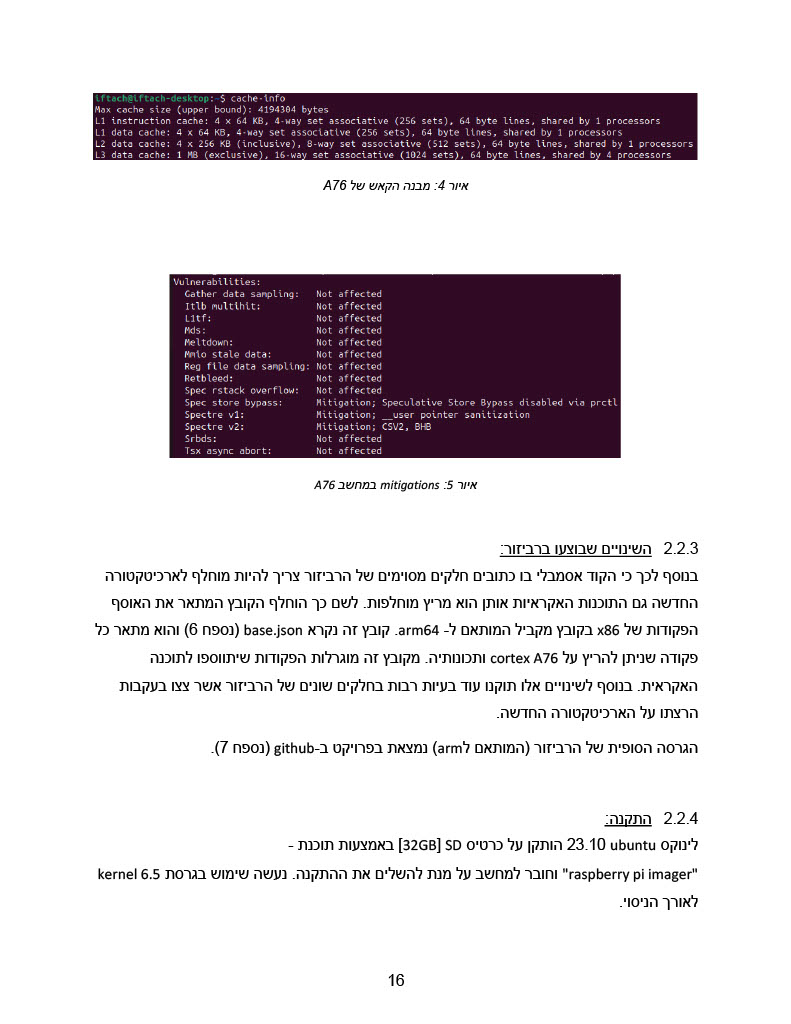 iftach@iftach-desktop:~$ cache-info
Max cache size (upper bound): 4194304 bytes
L1 instruction cache: 4 x 64 KB, 4-way set associative (256 sets), 64 byte lines, shared by 1 processors
L1 data cache: 4 x 64 KB, 4-way set associative (256 sets), 64 byte lines, shared by 1 processors
L2 data cache: 4 x 256 KB (inclusive), 8-way set associative (512 sets), 64 byte lines, shared by 1 processors
L3 data cache: 1 MB (exclusive), 16-way set associative (1024 sets), 64 byte lines, shared by 4 processors
איור 4: מבנה הקאש של A76
Vulnerabilities:
Gather data sampling: Not affected
Itlb multihit: Not affected
L1tf: Not affected
Mds: Not affected
Meltdown: Not affected
Mmio stale data: Not affected
Reg file data sampling: Not affected
Retbleed: Not affected
Spec rstack overflow: Not affected
Spec store bypass: Mitigation; Speculative Store Bypass disabled via prctl
Spectre v1: Mitigation; __user pointer sanitization
Spectre v2: Mitigation; CSV2, BHB
Srbds: Not affected
Tsx async abort: Not affected
איור 5: mitigations במחשב A76
2.2.3 השינויים שבוצעו ברביזור:
בנוסף לכך כי הקוד אסמבלי בו כתובים חלקים מסוימים של הרביזור צריך להיות מוחלף לארכיטקטורה
החדשה גם התוכנות האקראיות אותן הוא מריץ מוחלפות. לשם כך הוחלף הקובץ המתאר את האוסף
הפקודות של x86 בקובץ מקביל המותאם ל- arm64. קובץ זה נקרא base.json (נספח 6) והוא מתאר כל
פקודה שניתן להריץ על cortex A76 ותכונותיה. מקובץ זה מוגרלות הפקודות שיתווספו לתוכנה
האקראית. בנוסף לשינויים אלו תוקנו עוד בעיות רבות בחלקים שונים של הרביזור אשר צצו בעקבות
הרצתו על הארכיטקטורה החדשה.
הגרסה הסופית של הרביזור (המותאם לarm) נמצאת בפרויקט ב-github (נספח 7).
2.2.4 התקנה:
לינוקס ubuntu 23.10 הותקן על כרטיס SD [32GB] באמצעות תוכנת -
"raspberry pi imager" וחובר למחשב על מנת להשלים את ההתקנה. נעשה שימוש בגרסת kernel 6.5
לאורך הניסוי.
16